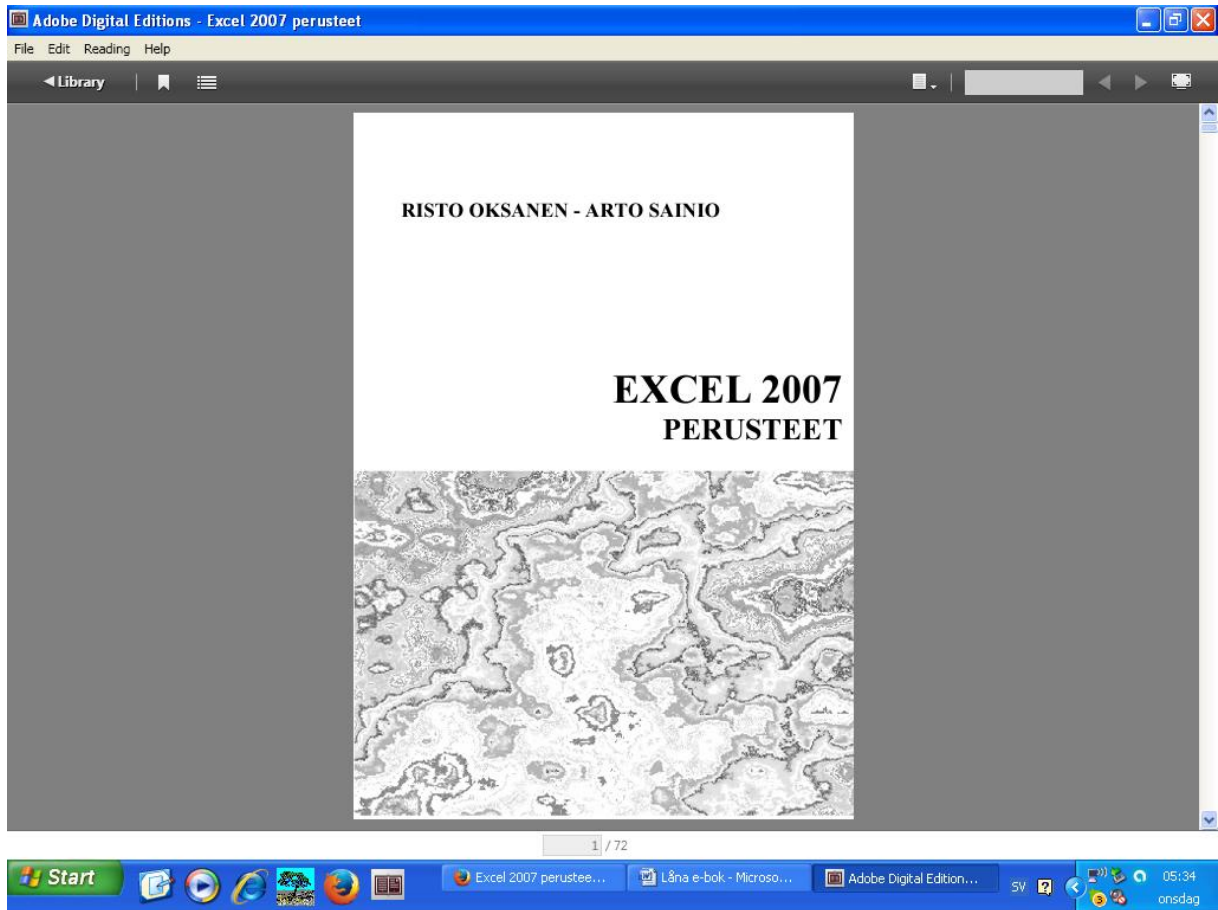 Adobe Digital Editions - Excel 2007 perusteet
File Edit Reading Help
Library
RISTO OKSANEN - ARTO SAINIO
EXCEL 2007
PERUSTEET
1 / 72
Start
Excel 2007 perustee...
Låna e-bok - Microso...
Adobe Digital Edition...
SV
3
05:34
onsdag